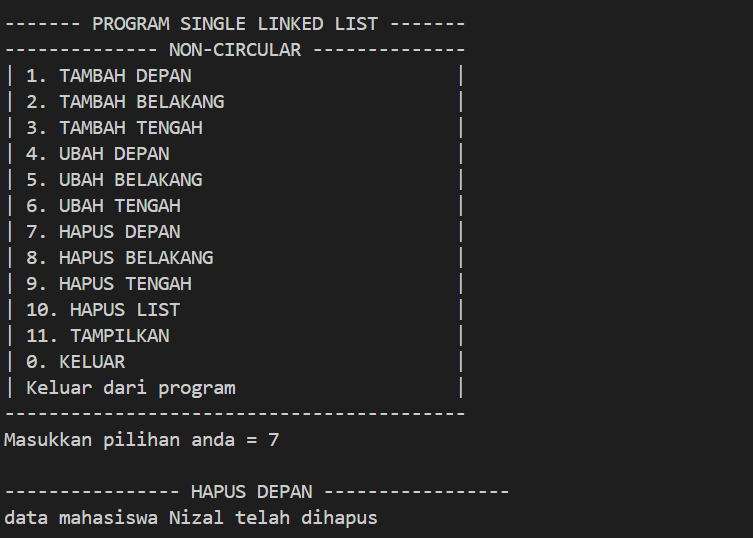 ------- PROGRAM SINGLE LINKED LIST -------
-------------- NON-CIRCULAR --------------
| 1. TAMBAH DEPAN                        |
| 2. TAMBAH BELAKANG                     |
| 3. TAMBAH TENGAH                       |
| 4. UBAH DEPAN                          |
| 5. UBAH BELAKANG                       |
| 6. UBAH TENGAH                         |
| 7. HAPUS DEPAN                         |
| 8. HAPUS BELAKANG                      |
| 9. HAPUS TENGAH                        |
| 10. HAPUS LIST                         |
| 11. TAMPILKAN                          |
| 0. KELUAR                              |
| Keluar dari program                    |
------------------------------------------
Masukkan pilihan anda = 7
---------------- HAPUS DEPAN -----------------
data mahasiswa Nizal telah dihapus